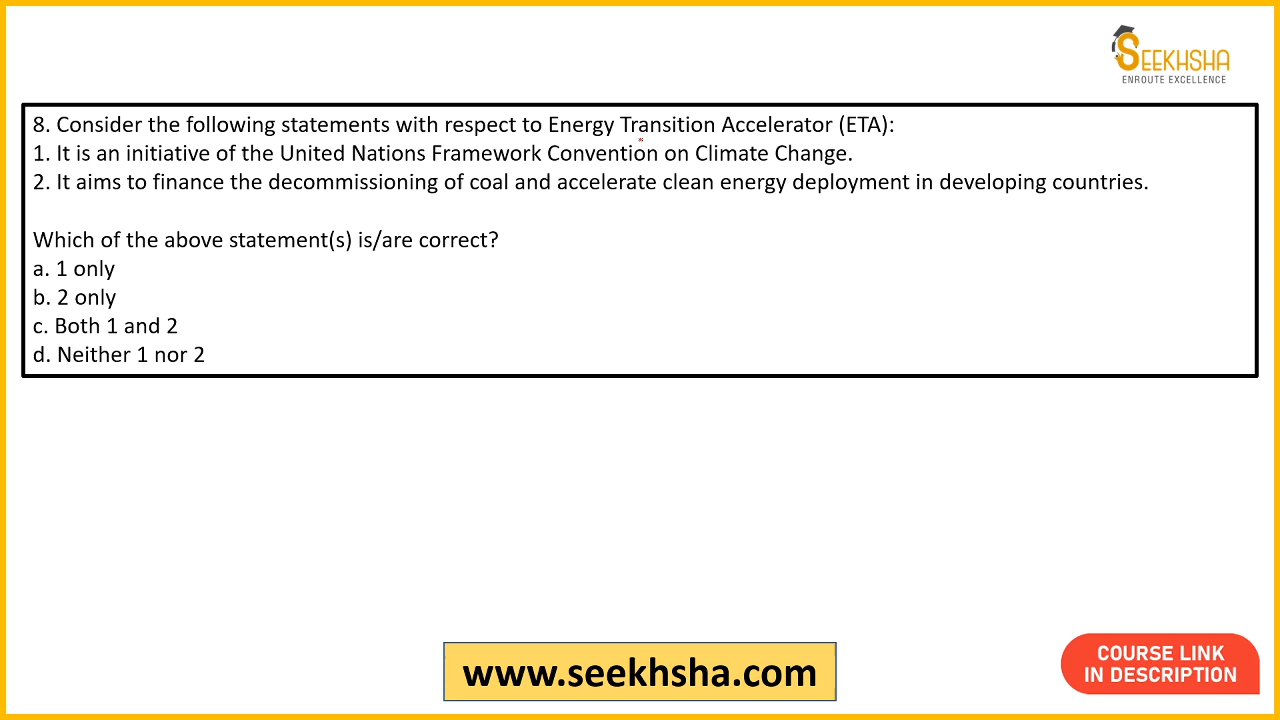 SEEKHSHA
ENROUTE EXCELLENCE
8. Consider the following statements with respect to Energy Transition Accelerator (ETA):
1. It is an initiative of the United Nations Framework Convention on Climate Change.
2. It aims to finance the decommissioning of coal and accelerate clean energy deployment in developing countries.
Which of the above statement(s) is/are correct?
a. 1 only
b. 2 only
c. Both 1 and 2
d. Neither 1 nor 2
www.seekhsha.com
COURSE LINK
IN DESCRIPTION